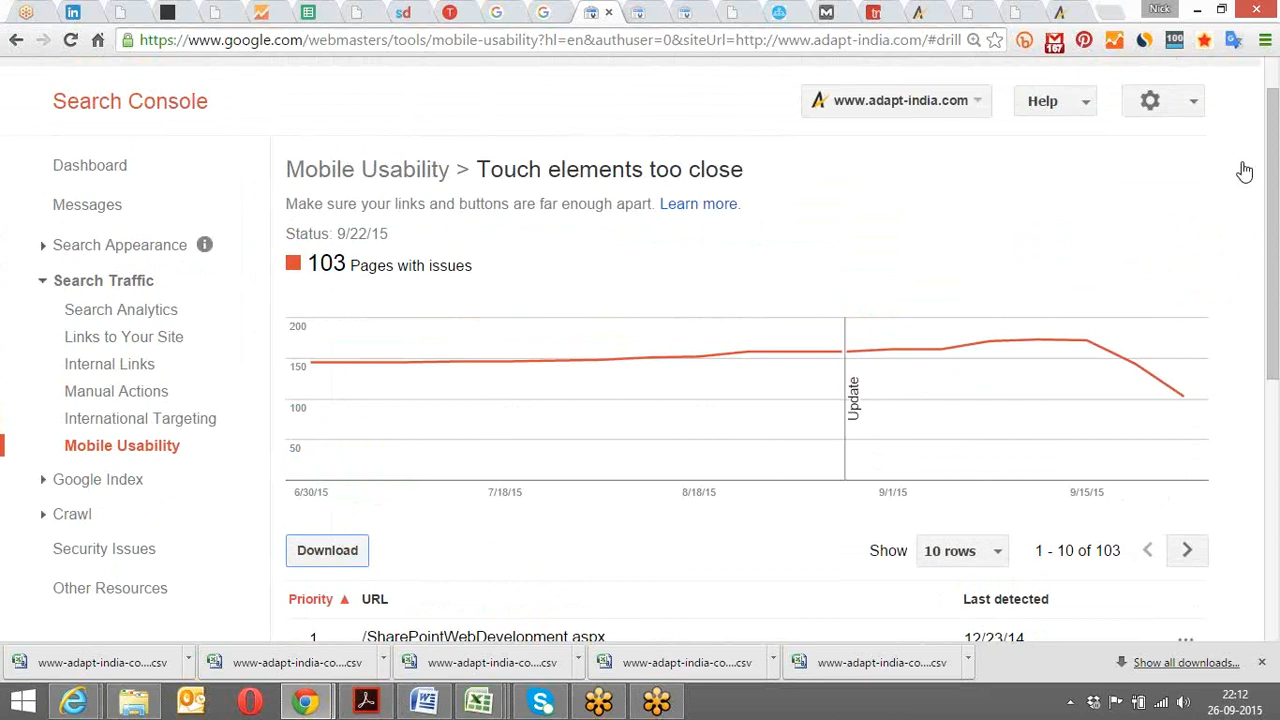 Nick
https://www.google.com/webmasters/tools/mobile-usability?hl=en&authuser=0&siteUrl=http://www.adapt-india.com/#drill
167
100
Search Console
www.adapt-india.com
Help
Dashboard
Messages
Search Appearance
Search Traffic
Search Analytics
Links to Your Site
Internal Links
Manual Actions
International Targeting
Mobile Usability
Google Index
Crawl
Security Issues
Other Resources
Mobile Usability > Touch elements too close
Make sure your links and buttons are far enough apart. Learn more.
Status: 9/22/15
103 Pages with issues
200
150
100
50
Update
6/30/15 7/18/15 8/18/15 9/1/15 9/15/15
Download
Show 10 rows 1 - 10 of 103
Priority ▲ URL Last detected
1 /SharePointWebDevelopment.aspx 12/23/14
www-adapt-india-co....csv www-adapt-india-co....csv www-adapt-india-co....csv www-adapt-india-co....csv www-adapt-india-co....csv Show all downloads...
22:12
26-09-2015